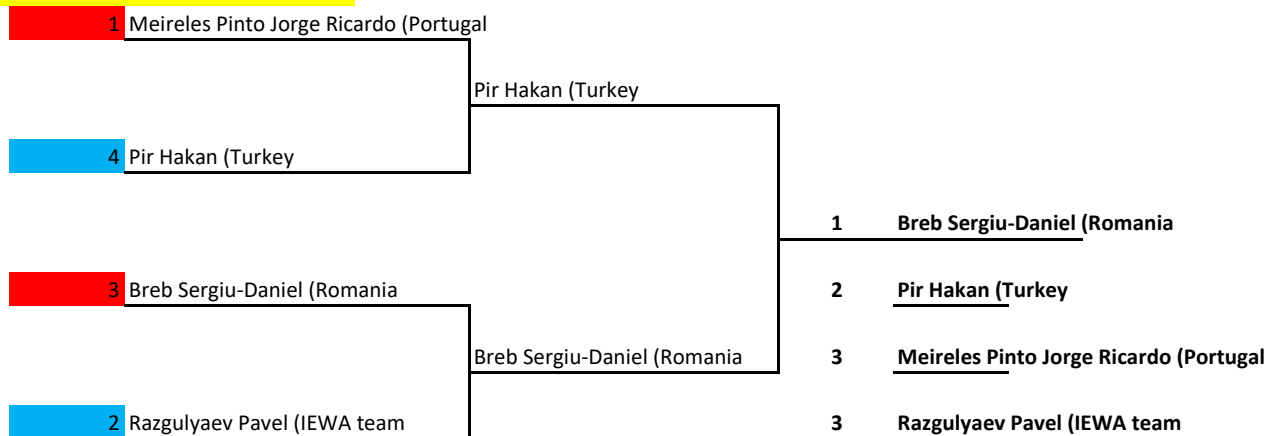 1 Meireles Pinto Jorge Ricardo (Portugal
Pir Hakan (Turkey
4 Pir Hakan (Turkey
1 Breb Sergiu-Daniel (Romania
3 Breb Sergiu-Daniel (Romania
2 Pir Hakan (Turkey
Breb Sergiu-Daniel (Romania
3 Meireles Pinto Jorge Ricardo (Portugal
2 Razgulyaev Pavel (IEWA team
3 Razgulyaev Pavel (IEWA team